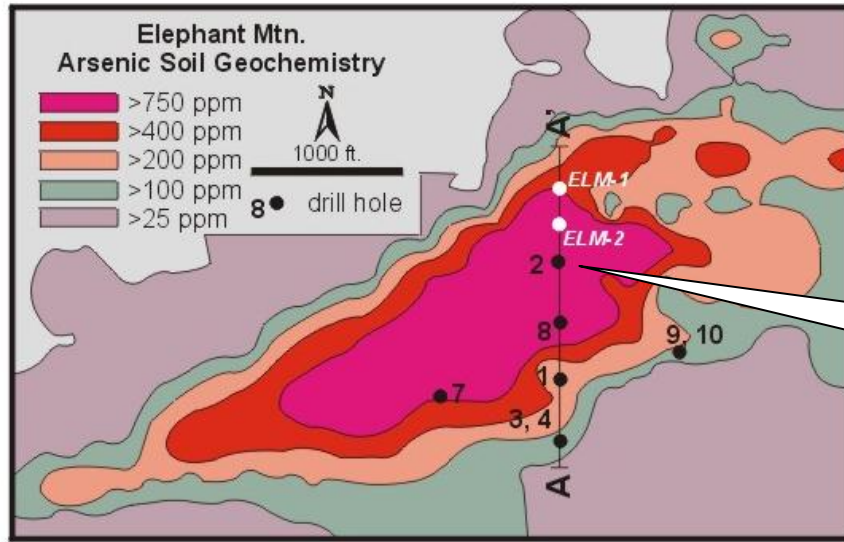 Elephant Mtn.
Arsenic Soil Geochemistry
>750 ppm
>400 ppm
>200 ppm
>100 ppm
>25 ppm
N
1000 ft.
8 drill hole
A'
ELM-1
ELM-2
2
8
9, 10
1
7
3, 4
A